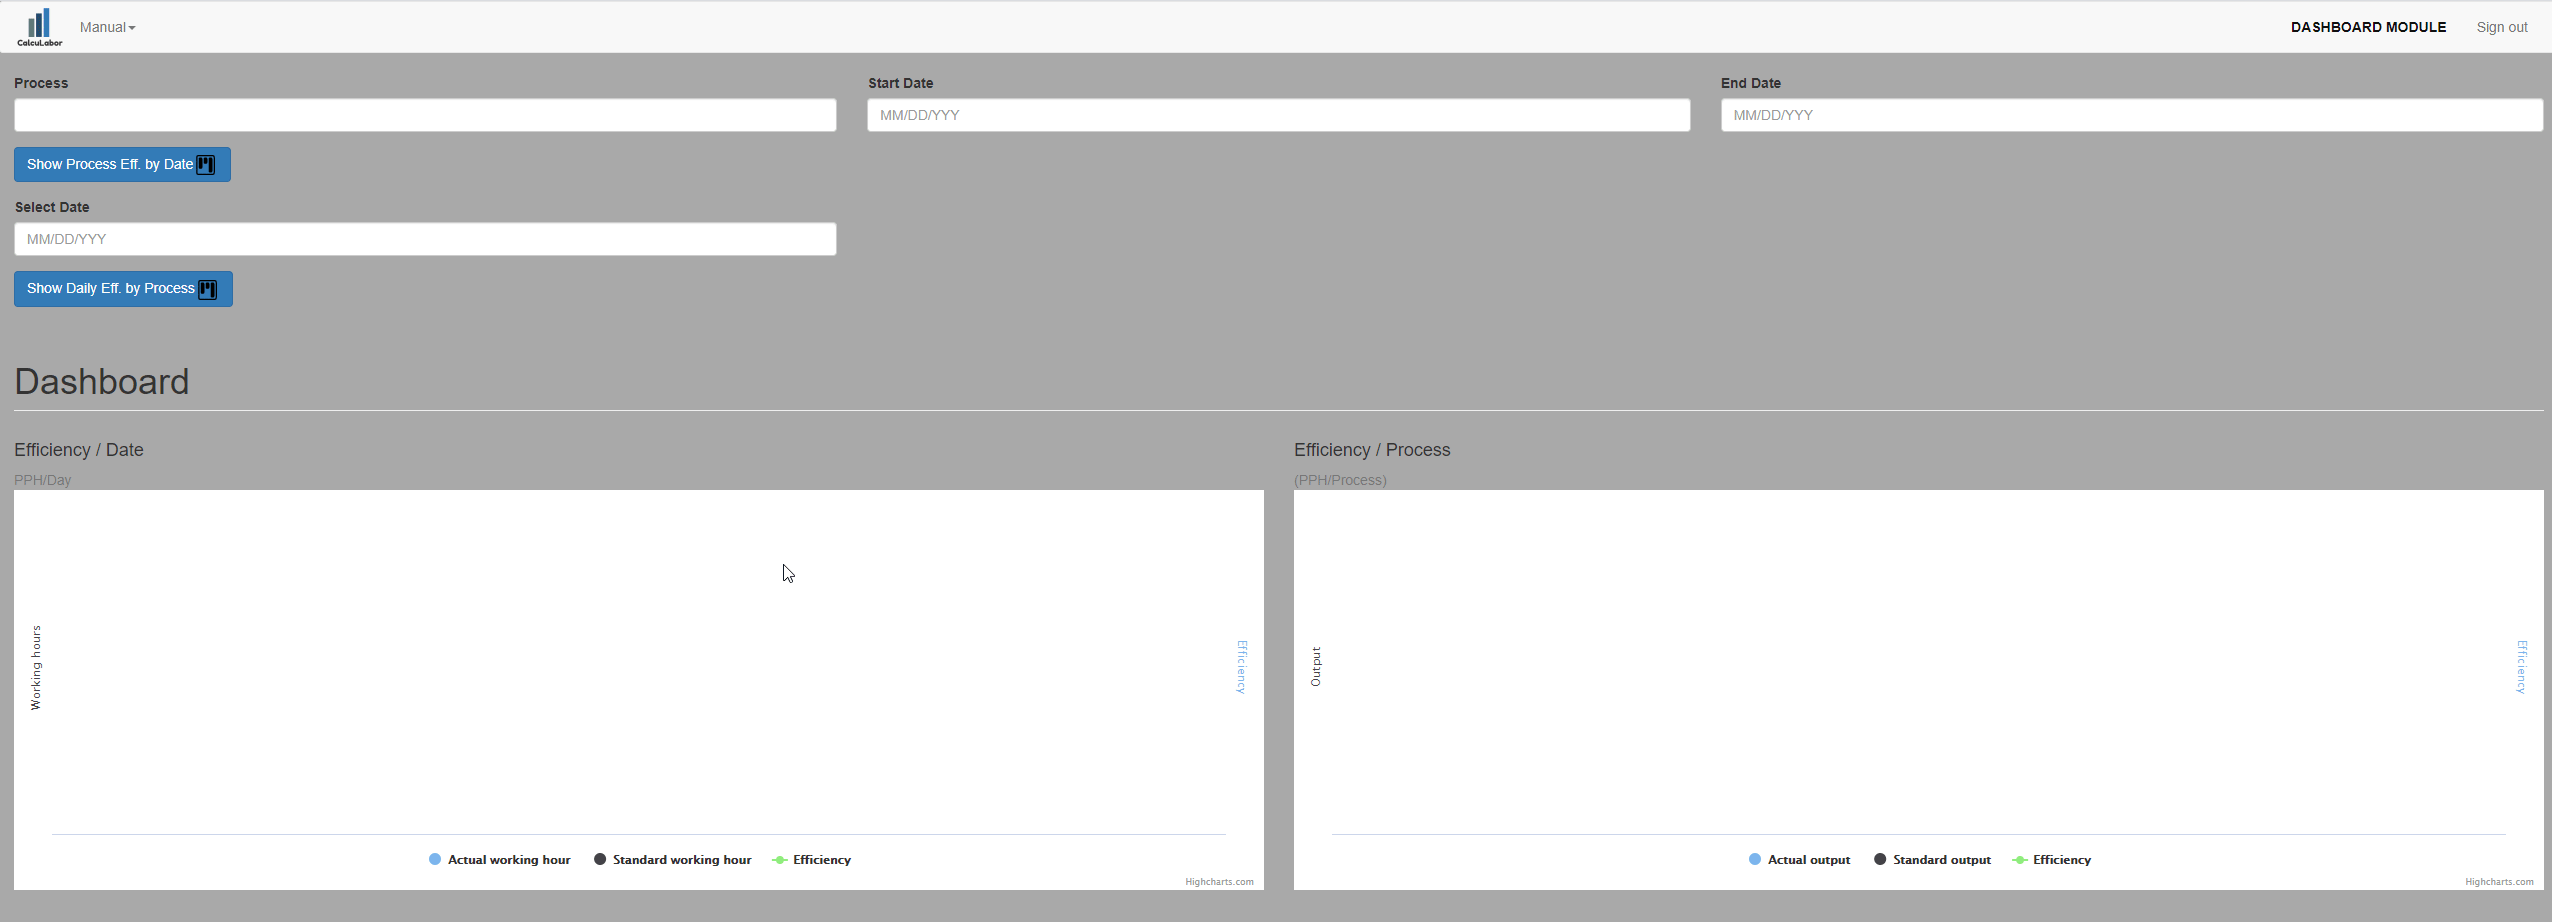 CalcuLabor
Manual
DASHBOARD MODULE
Sign out
Process
Start Date
End Date
MM/DD/YYY
MM/DD/YYY
Show Process Eff. by Date
Select Date
MM/DD/YYY
Show Daily Eff. by Process
Dashboard
Efficiency / Date
PPH/Day
Working hours
Efficiency
Actual working hour
Standard working hour
Efficiency
Highcharts.com
Efficiency / Process
(PPH/Process)
Output
Efficiency
Actual output
Standard output
Efficiency
Highcharts.com